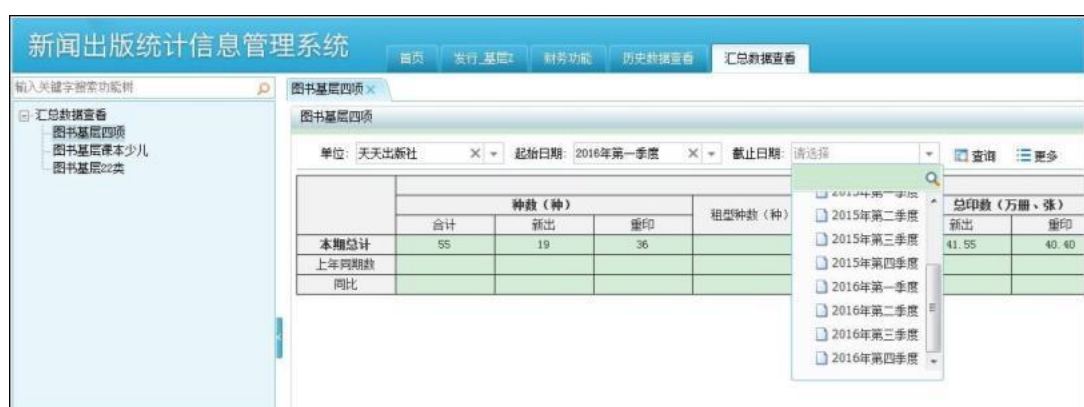 新闻出版统计信息管理系统
首页 发行_基层Z 财务功能 历史数据查看 汇总数据查看
输入关键字搜索功能树
图书基层四项
汇总数据查看
图书基层四项
图书基层课本少儿
图书基层22类
图书基层四项
单位: 天天出版社 起始日期: 2016年第一季度 截止日期: 请选择 查询 更多
种数(种) 租型种数(种) 总印数(万册、张)
合计 新出 重印 新出 重印
本期总计 55 19 36 41.55 40.40
上年同期数
同比
2015年第一季度
2015年第二季度
2015年第三季度
2015年第四季度
2016年第一季度
2016年第二季度
2016年第三季度
2016年第四季度